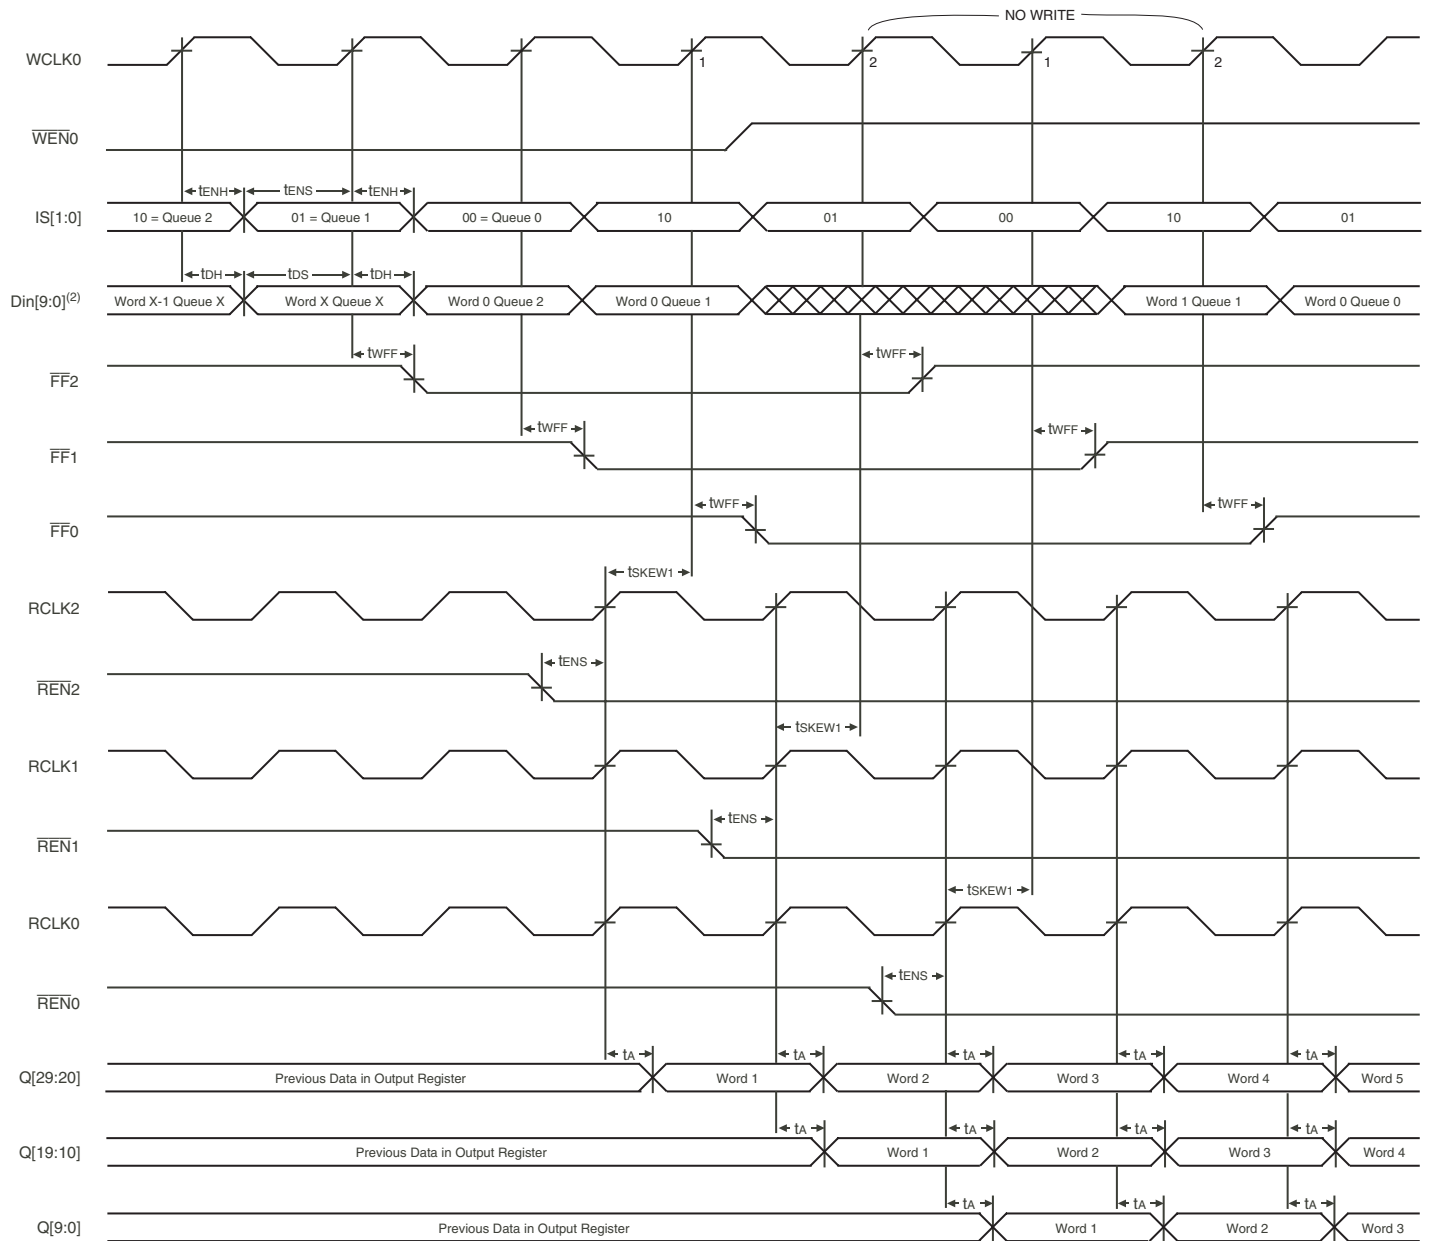 NO WRITE
WCLK0
1 2 1 2
WEN0
tENH tENS tENH
IS[1:0] 10 = Queue 2 01 = Queue 1 00 = Queue 0 10 01 00 10 01
tDH tDS tDH
Din[9:0](2) Word X-1 Queue X Word X Queue X Word 0 Queue 2 Word 0 Queue 1 Word 1 Queue 1 Word 0 Queue 0
tWFF tWFF
FF2
tWFF tWFF
FF1
tWFF tWFF
FF0
tSKEW1
RCLK2
tENS
REN2
tSKEW1
RCLK1
tENS
REN1
tSKEW1
RCLK0
tENS
REN0
tA tA tA tA tA
Q[29:20] Previous Data in Output Register Word 1 Word 2 Word 3 Word 4 Word 5
tA tA tA tA
Q[19:10] Previous Data in Output Register Word 1 Word 2 Word 3 Word 4
tA tA tA
Q[9:0] Previous Data in Output Register Word 1 Word 2 Word 3